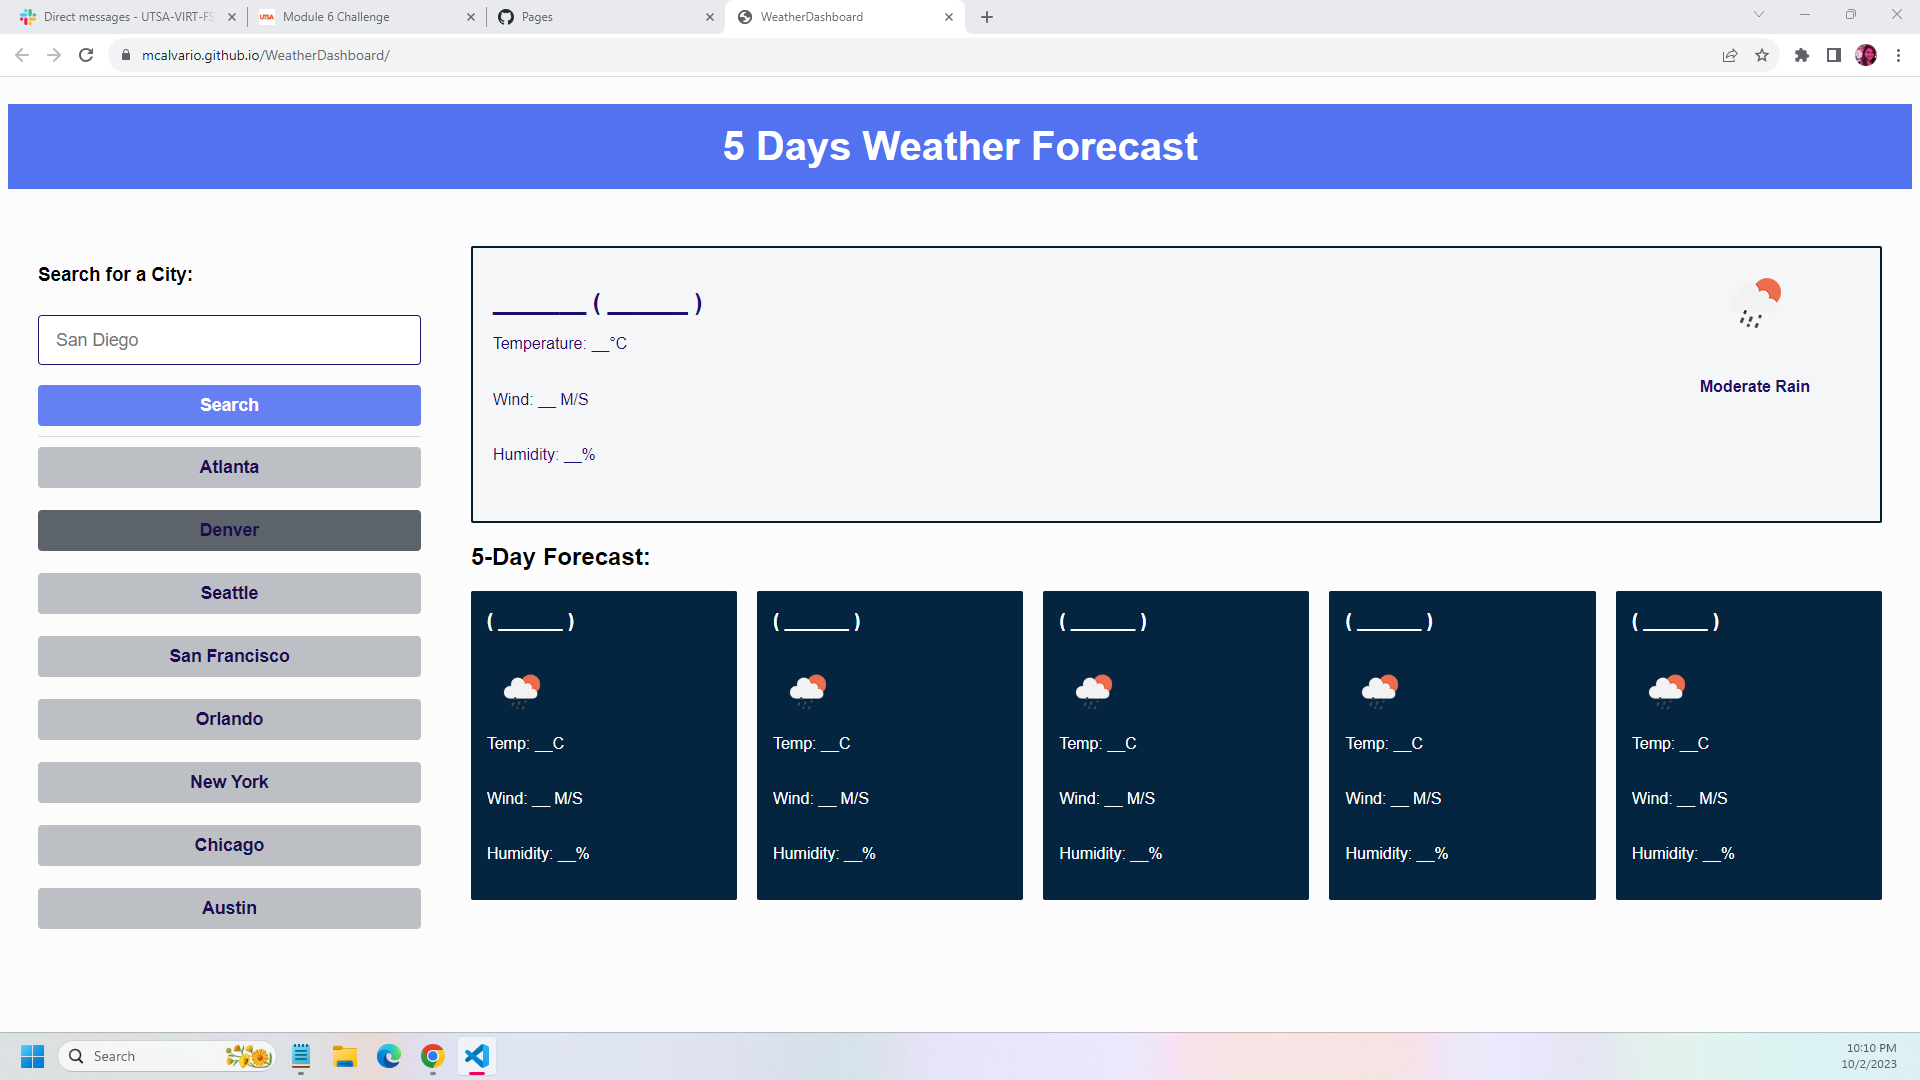 Direct messages - UTSA-VIRT-FS
UTSA
Module 6 Challenge
Pages
WeatherDashboard
mcalvario.github.io/WeatherDashboard/
5 Days Weather Forecast
Search for a City:
San Diego
Search
Atlanta
Denver
Seattle
San Francisco
Orlando
New York
Chicago
Austin
_______ ( ______ )
Temperature: __°C
Wind: __ M/S
Humidity: __%
Moderate Rain
5-Day Forecast:
( ______ )
Temp: __C
Wind: __ M/S
Humidity: __%
( ______ )
Temp: __C
Wind: __ M/S
Humidity: __%
( ______ )
Temp: __C
Wind: __ M/S
Humidity: __%
( ______ )
Temp: __C
Wind: __ M/S
Humidity: __%
( ______ )
Temp: __C
Wind: __ M/S
Humidity: __%
Search
10:10 PM
10/2/2023